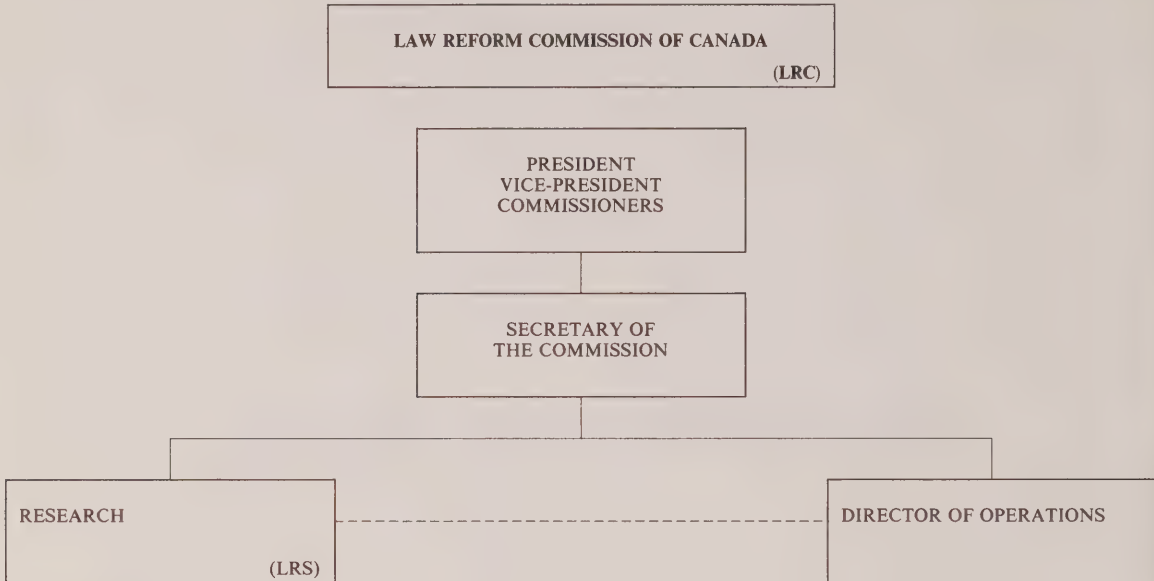 LAW REFORM COMMISSION OF CANADA
(LRC)
PRESIDENT
VICE-PRESIDENT
COMMISSIONERS
SECRETARY OF
THE COMMISSION
RESEARCH
(LRS)
DIRECTOR OF OPERATIONS